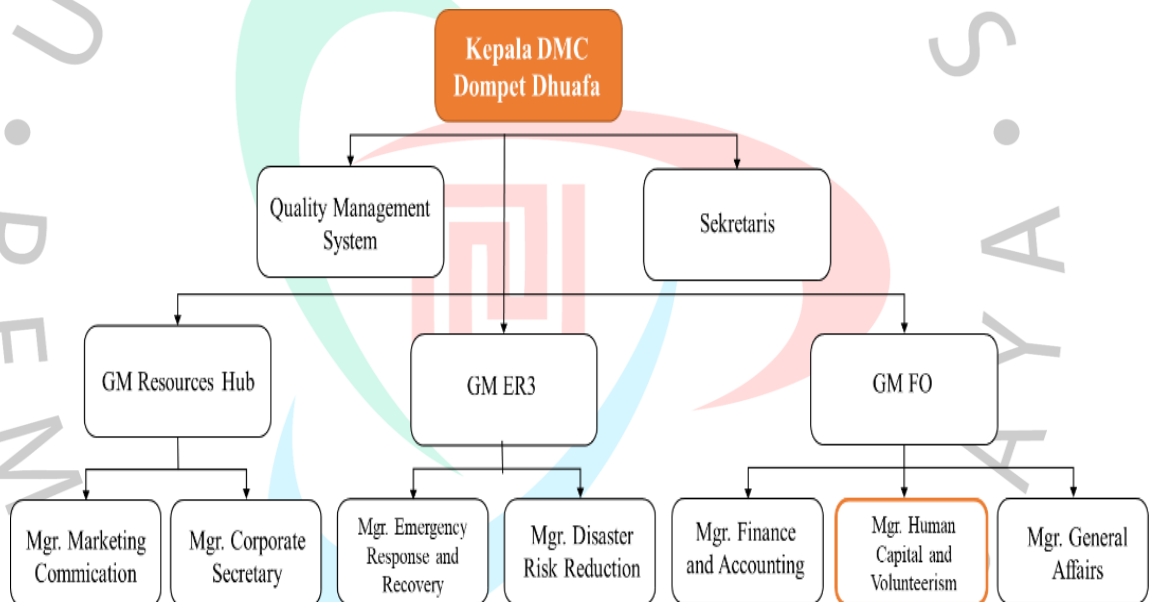 Kepala DMC
Dompet Dhuafa
Quality Management
System
Sekretaris
GM Resources Hub
GM ER3
GM FO
Mgr. Marketing
Commication
Mgr. Corporate
Secretary
Mgr. Emergency
Response and
Recovery
Mgr. Disaster
Risk Reduction
Mgr. Finance
and Accounting
Mgr. Human
Capital and
Volunteerism
Mgr. General
Affairs